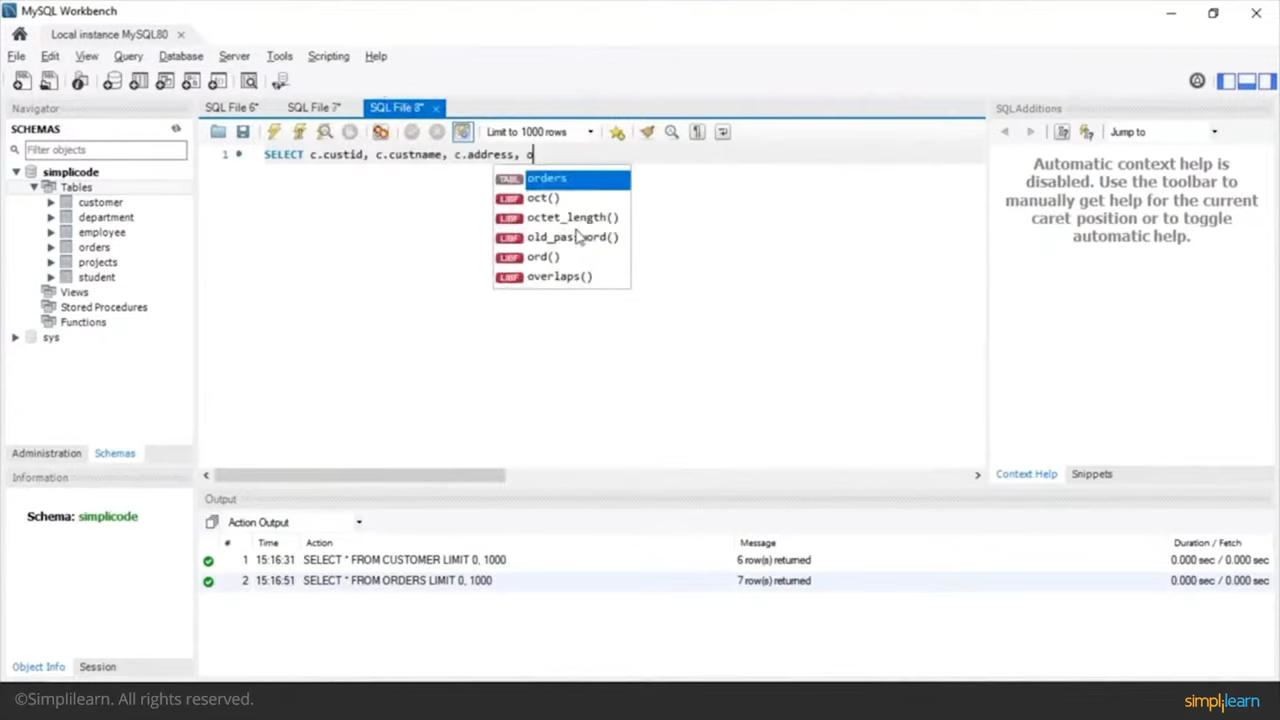 MySQL Workbench
Local instance MySQL80 ×
File Edit View Query Database Server Tools Scripting Help
Navigator
SCHEMAS
Filter objects
simplicode
Tables
customer
department
employee
orders
projects
student
Views
Stored Procedures
Functions
sys
Administration Schemas
Information
Schema: simplicode
Object Info Session
SQL File 6* SQL File 7* SQL File 8* ×
Limit to 1000 rows
1 SELECT c.custid, c.custname, c.address, o
TABL orders
LIBF oct()
LIBF octet_length()
LIBF old_password()
LIBF ord()
LIBF overlaps()
SQLAdditions
Jump to
Automatic context help is
disabled. Use the toolbar to
manually get help for the current
caret position or to toggle
automatic help.
Context Help Snippets
Output
Action Output
# Time Action Message Duration / Fetch
1 15:16:31 SELECT * FROM CUSTOMER LIMIT 0, 1000 6 row(s) returned 0.000 sec / 0.000 sec
2 15:16:51 SELECT * FROM ORDERS LIMIT 0, 1000 7 row(s) returned 0.000 sec / 0.000 sec
©Simplilearn. All rights reserved.
simplilearn